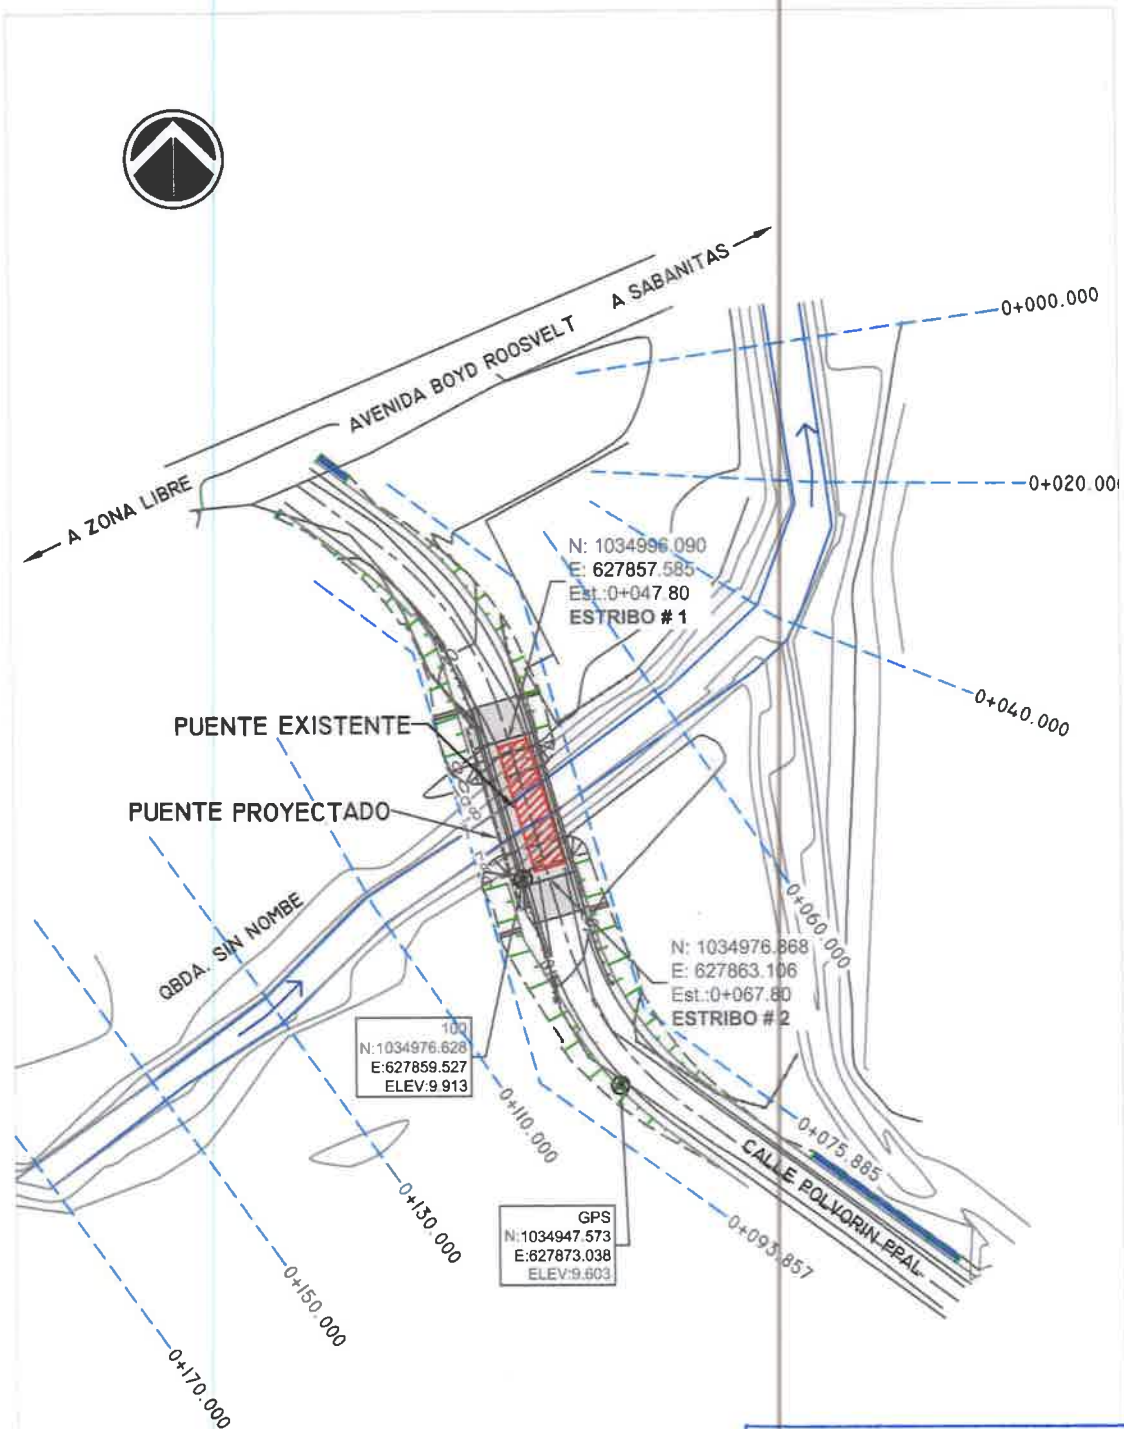 A SABANITAS
AVENIDA BOYD ROOSVELT
A ZONA LIBRE
0+000.000
0+020.00
N: 1034996.090
E: 627857.585
Est.:0+047.80
ESTRIBO # 1
0+040.000
PUENTE EXISTENTE
PUENTE PROYECTADO
0+060.000
QBDA. SIN NOMBE
N: 1034976.868
E: 627863.106
Est.:0+067.80
ESTRIBO # 2
100
N:1034976.628
E:627859.527
ELEV:9 913
0+110.000
0+075.885
CALLE POLVORIN PPAL.
0+130.000
GPS
N:1034947.573
E:627873.038
ELEV:9.603
0+093.857
0+150.000
0+170.000